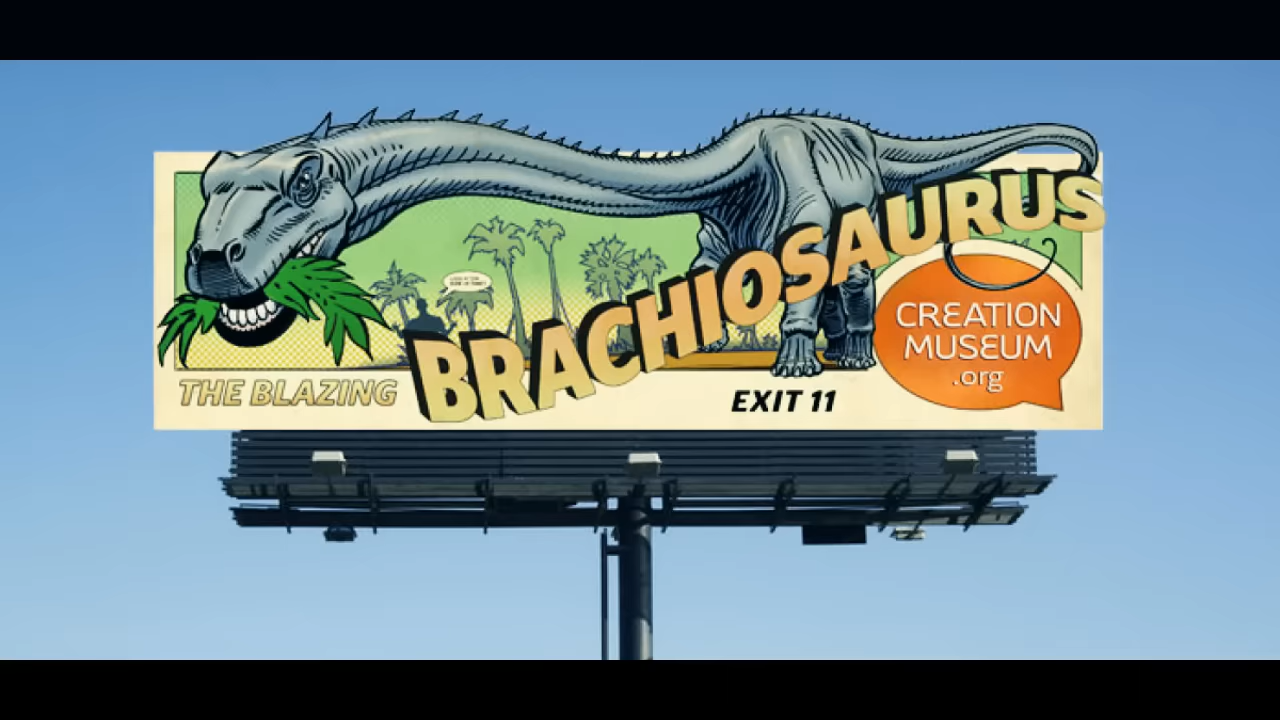 THE BLAZING
BRACHIOSAURUS
EXIT 11
CREATION
MUSEUM
.org